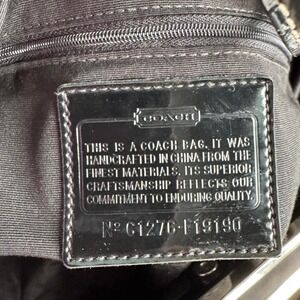 COACH
THIS IS A COACH BAG. IT WAS
HANDCRAFTED IN CHINA FROM THE
FINEST MATERIALS. ITS SUPERIOR
CRAFTSMANSHIP REFLECTS OUR
COMMITMENT TO ENDURING QUALITY.
Nº G1276-F19190